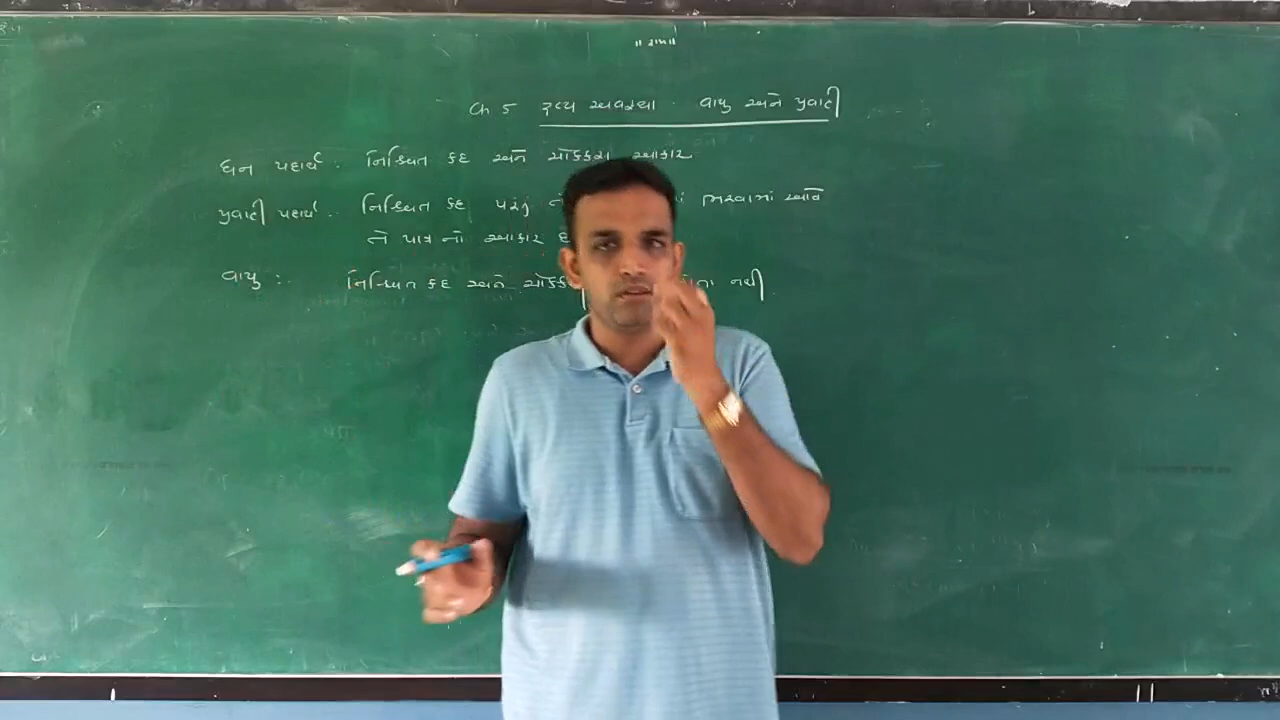 ॥ રામ ॥
Ch 5 દ્રવ્ય અવસ્થા . વાયુ અને પ્રવાહી
ઘન પદાર્થ . નિશ્ચિત કદ અને ચોક્કસ આકાર
પ્રવાહી પદાર્થ . . નિશ્ચિત કદ પરંતુ ભરવામાં આવે
તે પાત્ર નો આકાર
વાયુ : . નિશ્ચિત કદ અને નથી